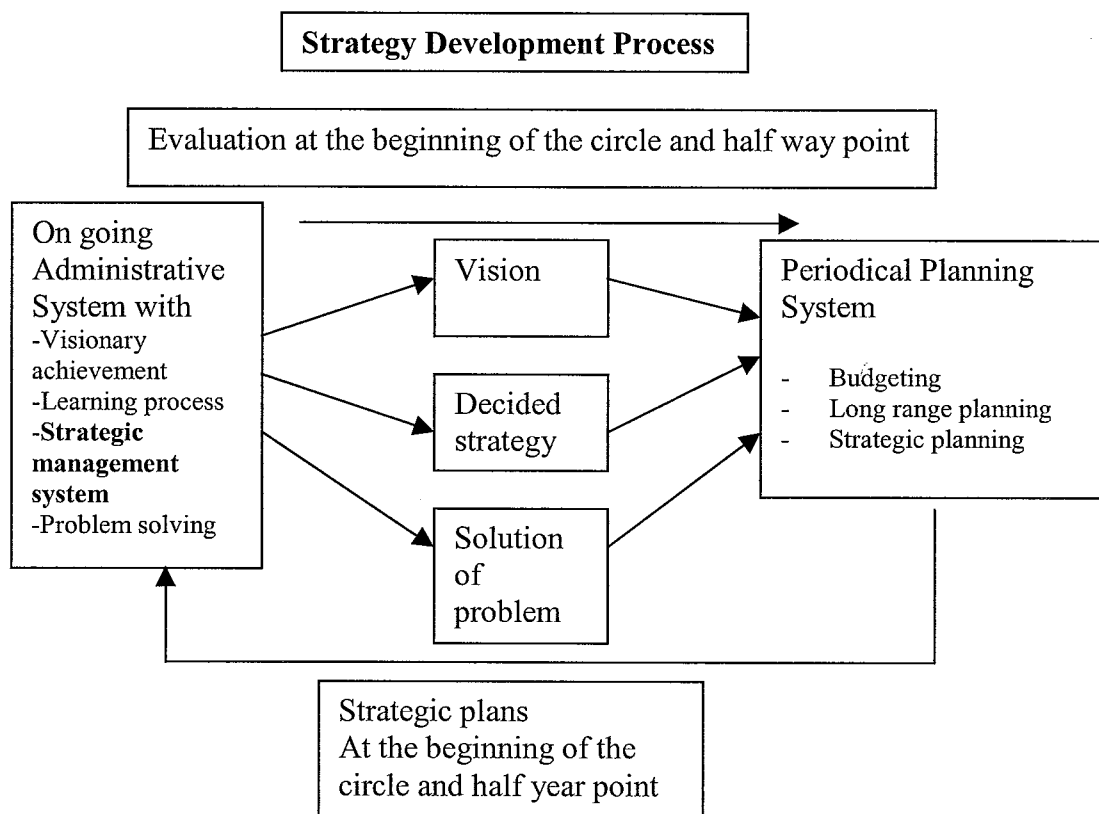 Strategy Development Process
Evaluation at the beginning of the circle and half way point
On going
Administrative
System with
-Visionary
achievement
-Learning process
-Strategic
management
system
-Problem solving
Vision
Decided
strategy
Solution
of
problem
Periodical Planning
System
- Budgeting
- Long range planning
- Strategic planning
Strategic plans
At the beginning of the
circle and half year point